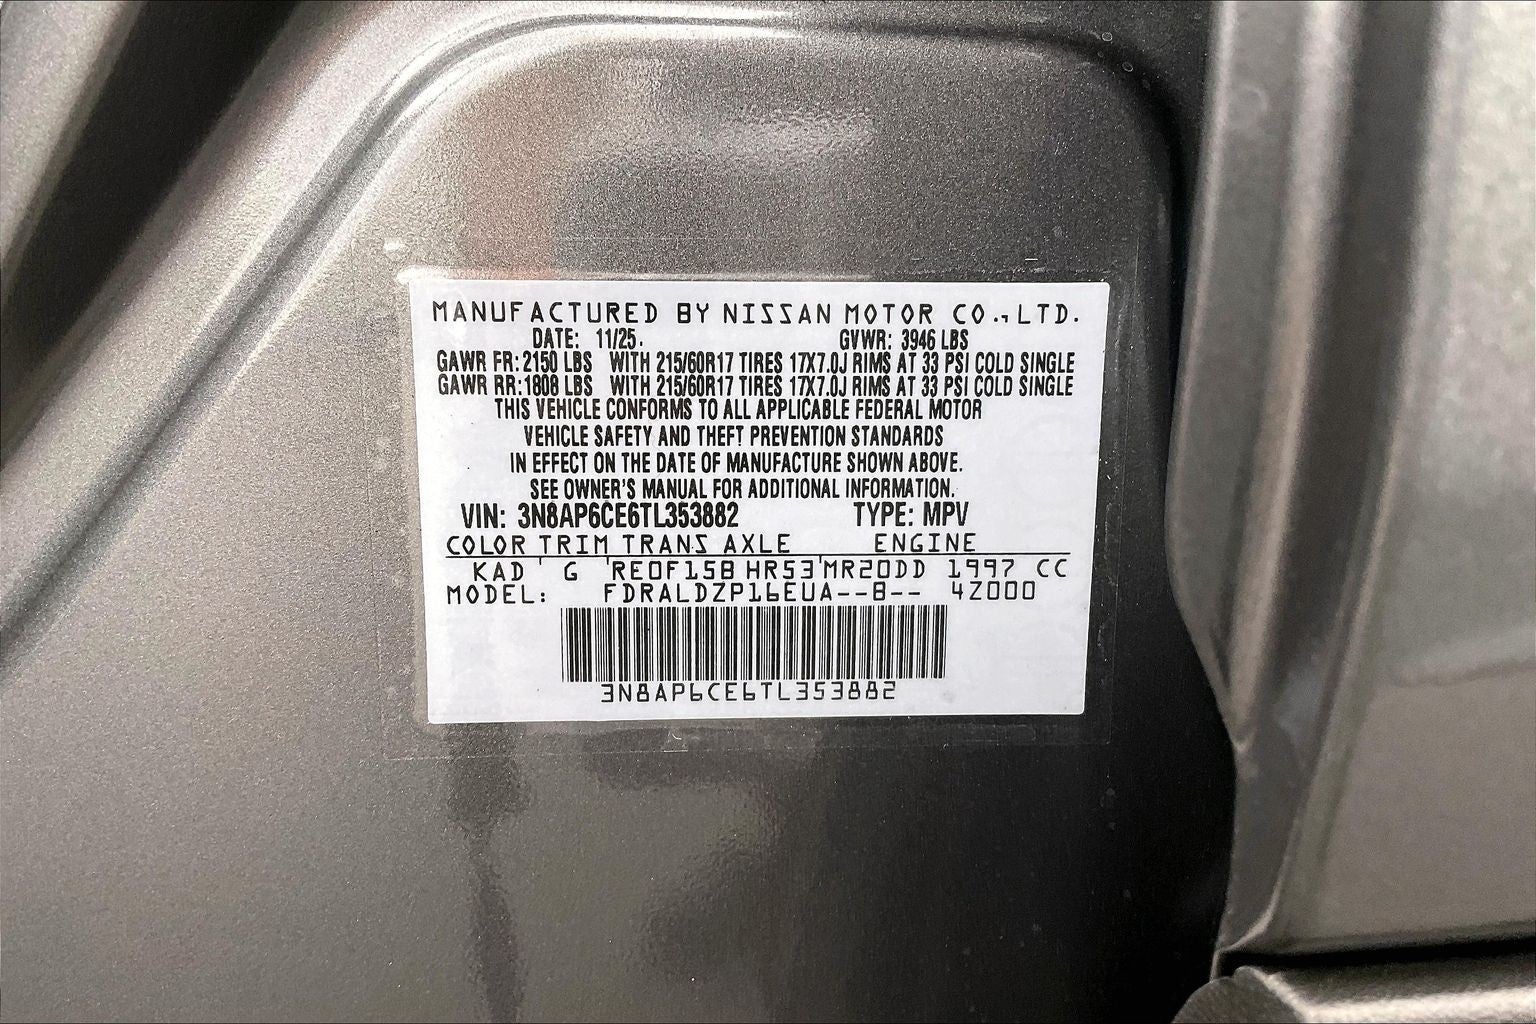 MANUFACTURED BY NISSAN MOTOR CO., LTD.
DATE: 11/25. GVWR: 3946 LBS
GAWR FR: 2150 LBS WITH 215/60R17 TIRES 17X7.0J RIMS AT 33 PSI COLD SINGLE
GAWR RR: 1808 LBS WITH 215/60R17 TIRES 17X7.0J RIMS AT 33 PSI COLD SINGLE
THIS VEHICLE CONFORMS TO ALL APPLICABLE FEDERAL MOTOR
VEHICLE SAFETY AND THEFT PREVENTION STANDARDS
IN EFFECT ON THE DATE OF MANUFACTURE SHOWN ABOVE.
SEE OWNER'S MANUAL FOR ADDITIONAL INFORMATION.
VIN: 3N8AP6CE6TL353882 TYPE: MPV
COLOR TRIM TRANS AXLE ENGINE
KAD ' G 'RE0F15B HR53'MR20DD 1997 CC
MODEL: FDRALDZP16EUA--B-- 4Z000
3N8AP6CE6TL353882